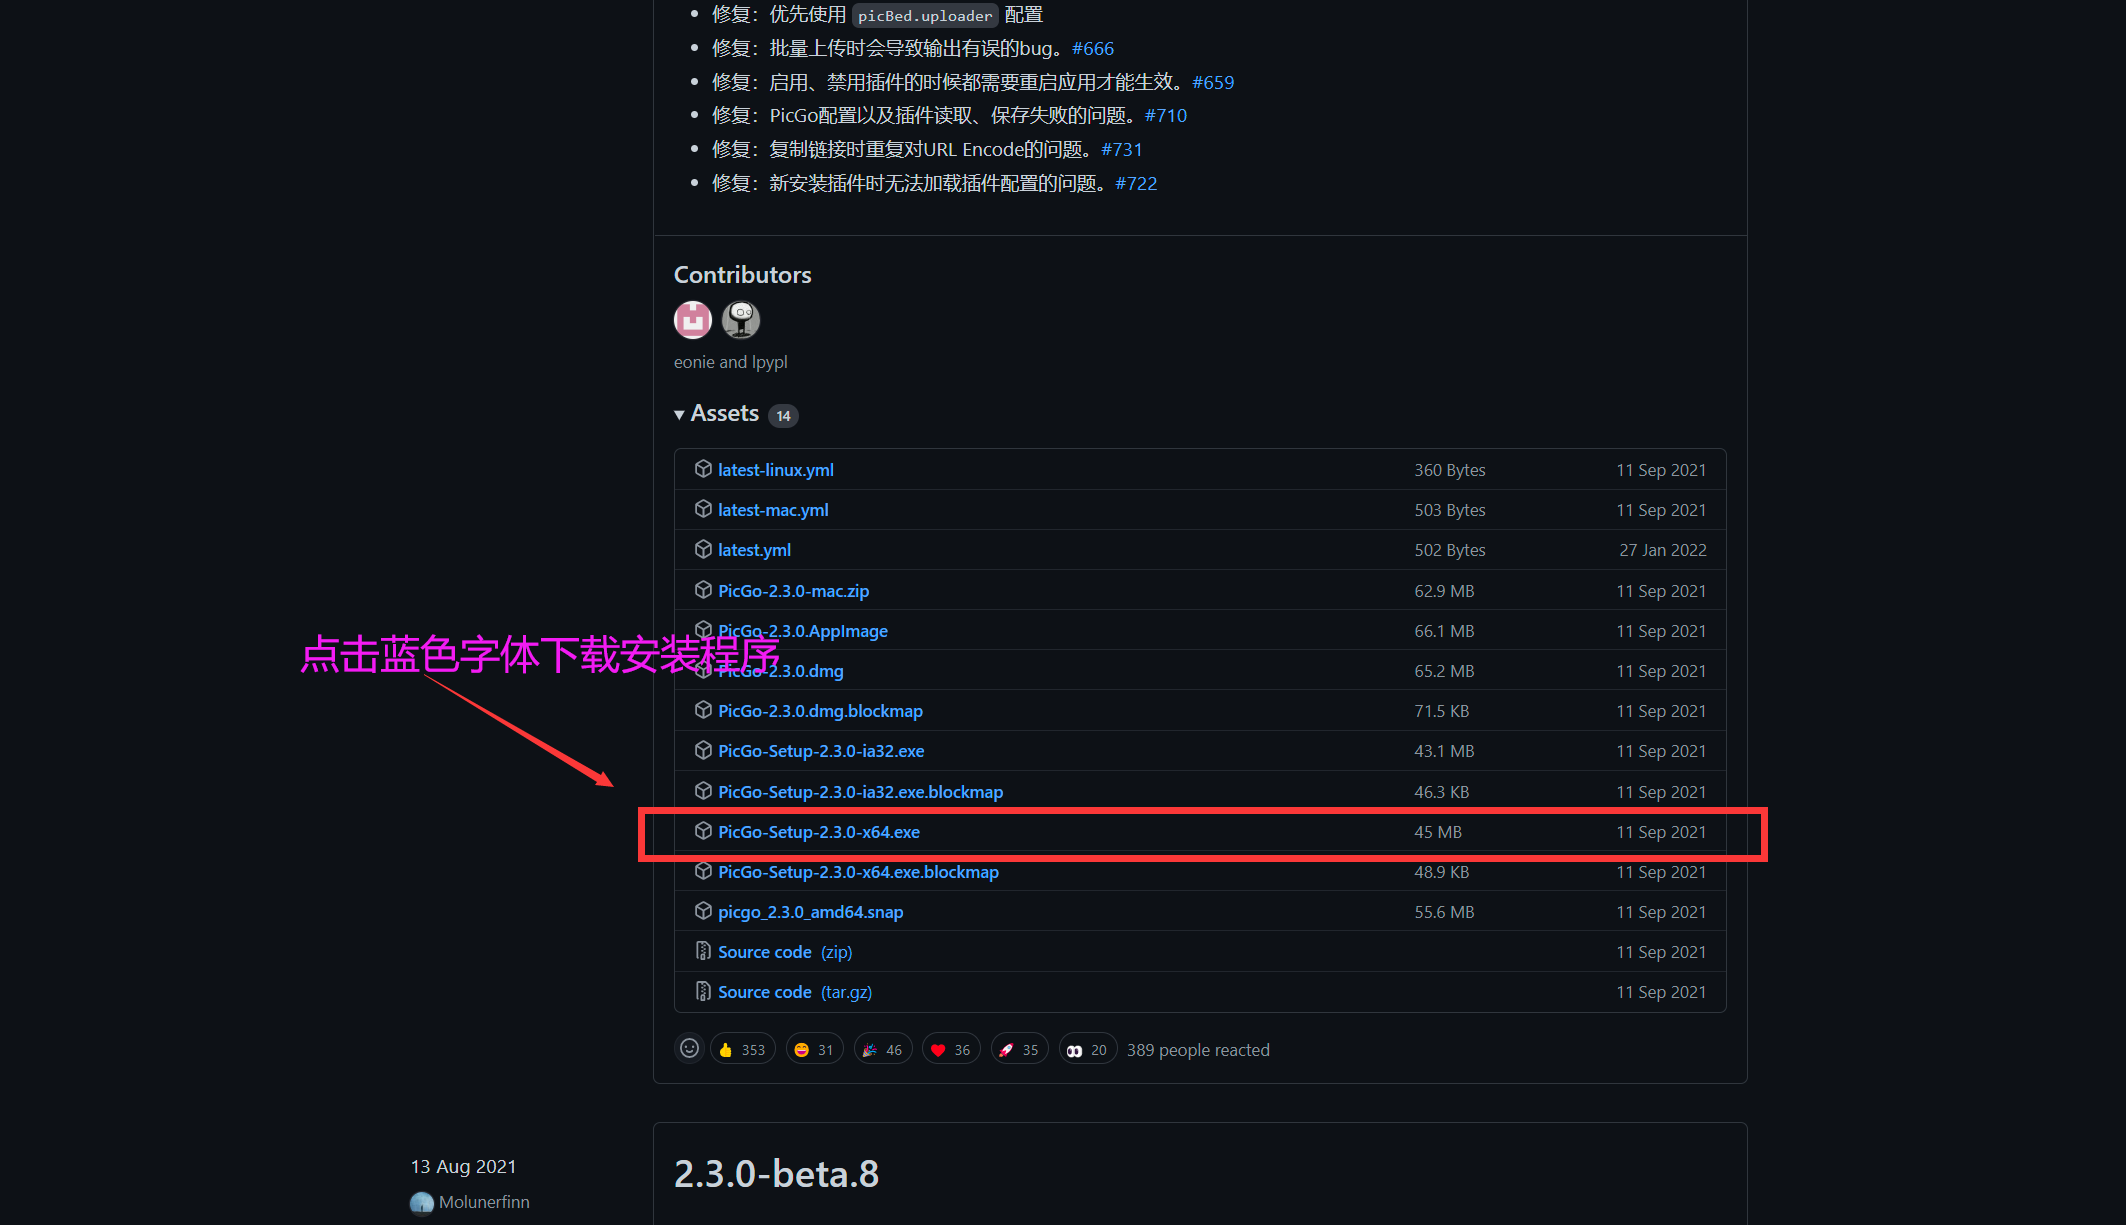 修复：优先使用 picBed.uploader 配置
修复：批量上传时会导致输出有误的bug。#666
修复：启用、禁用插件的时候都需要重启应用才能生效。#659
修复：PicGo配置以及插件读取、保存失败的问题。#710
修复：复制链接时重复对URL Encode的问题。#731
修复：新安装插件时无法加载插件配置的问题。#722
Contributors
eonie and lpypl
Assets 14
latest-linux.yml 360 Bytes 11 Sep 2021
latest-mac.yml 503 Bytes 11 Sep 2021
latest.yml 502 Bytes 27 Jan 2022
PicGo-2.3.0-mac.zip 62.9 MB 11 Sep 2021
PicGo-2.3.0.AppImage 66.1 MB 11 Sep 2021
点击蓝色字体下载安装程序
PicGo-2.3.0.dmg 65.2 MB 11 Sep 2021
PicGo-2.3.0.dmg.blockmap 71.5 KB 11 Sep 2021
PicGo-Setup-2.3.0-ia32.exe 43.1 MB 11 Sep 2021
PicGo-Setup-2.3.0-ia32.exe.blockmap 46.3 KB 11 Sep 2021
PicGo-Setup-2.3.0-x64.exe 45 MB 11 Sep 2021
PicGo-Setup-2.3.0-x64.exe.blockmap 48.9 KB 11 Sep 2021
picgo_2.3.0_amd64.snap 55.6 MB 11 Sep 2021
Source code (zip) 11 Sep 2021
Source code (tar.gz) 11 Sep 2021
353 31 46 36 35 20 389 people reacted
13 Aug 2021
Molunerfinn
2.3.0-beta.8